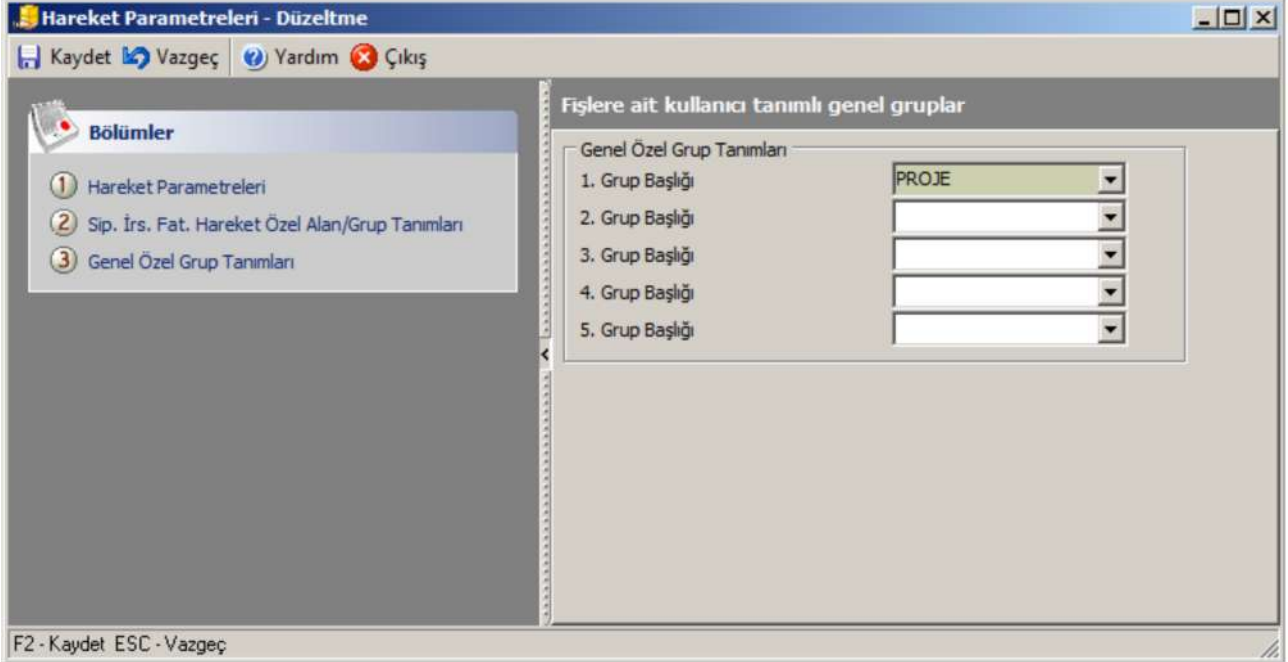 Hareket Parametreleri - Düzeltme
Kaydet Vazgeç Yardım Çıkış
Bölümler
1 Hareket Parametreleri
2 Sip. İrs. Fat. Hareket Özel Alan/Grup Tanımları
3 Genel Özel Grup Tanımları
Fişlere ait kullanıcı tanımlı genel gruplar
Genel Özel Grup Tanımları
1. Grup Başlığı PROJE
2. Grup Başlığı
3. Grup Başlığı
4. Grup Başlığı
5. Grup Başlığı
F2 - Kaydet ESC - Vazgeç